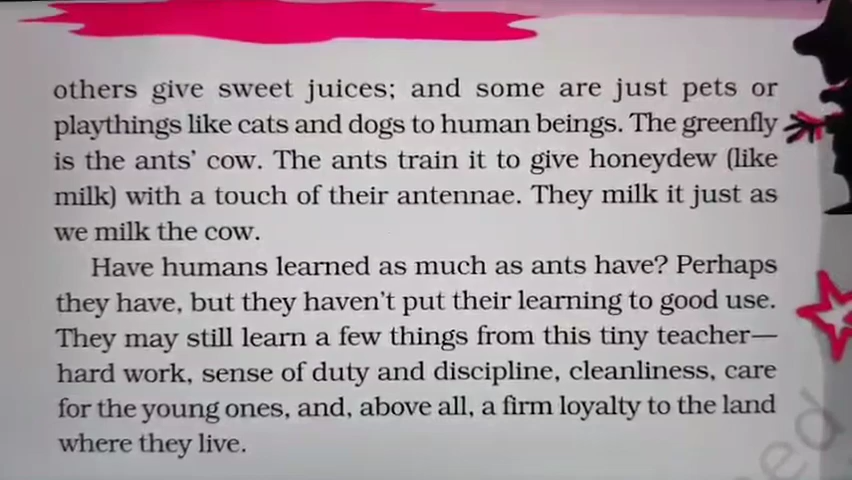 others give sweet juices; and some are just pets or
playthings like cats and dogs to human beings. The greenfly
is the ants’ cow. The ants train it to give honeydew (like
milk) with a touch of their antennae. They milk it just as
we milk the cow.
Have humans learned as much as ants have? Perhaps
they have, but they haven’t put their learning to good use.
They may still learn a few things from this tiny teacher—
hard work, sense of duty and discipline, cleanliness, care
for the young ones, and, above all, a firm loyalty to the land
where they live.